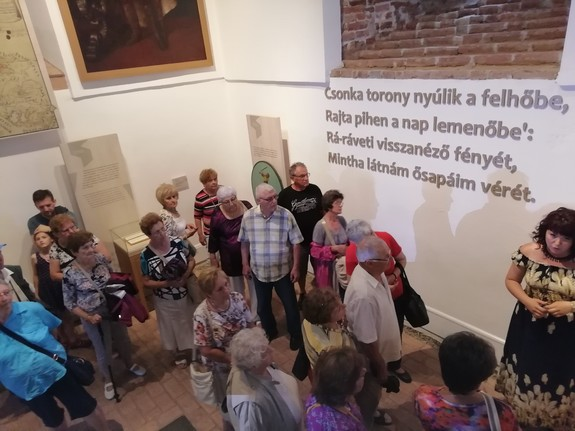 Csonka torony nyúlik a felhőbe,
Rajta pihen a nap lemenőbe':
Rá-ráveti visszanéző fényét,
Mintha látnám ősapáim vérét.